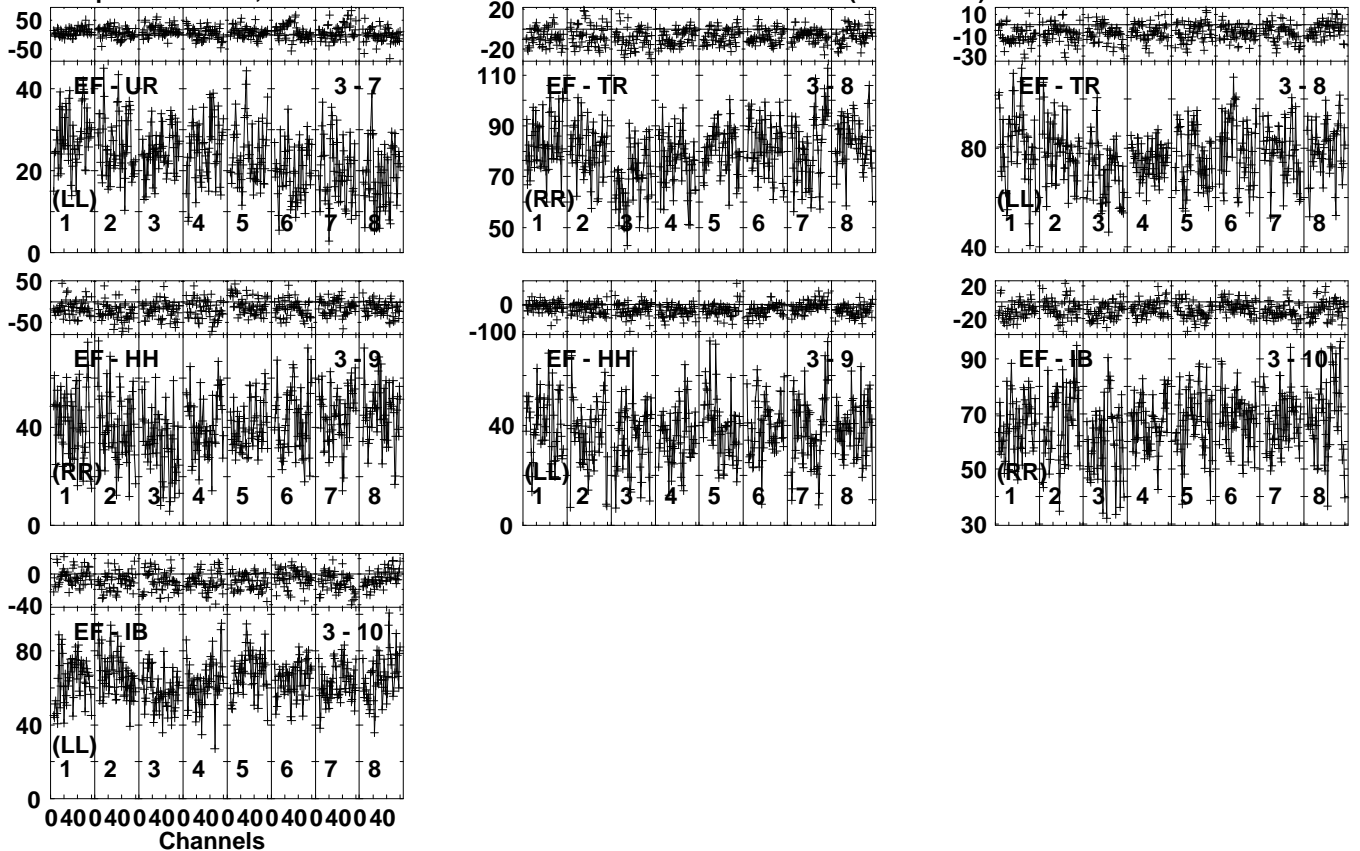 50
-50
EF - UR 3 - 7
40
20
0
(LL)
1 2 3 4 5 6 7 8
20
-20
EF - TR 3 - 8
110
90
70
50
(RR)
1 2 3 4 5 6 7 8
10
-10
-30
EF - TR 3 - 8
80
40
(LL)
1 2 3 4 5 6 7 8
50
-50
EF - HH 3 - 9
40
0
(RR)
1 2 3 4 5 6 7 8
0
-100
EF - HH 3 - 9
40
0
(LL)
1 2 3 4 5 6 7 8
20
-20
EF - IB 3 - 10
90
70
50
30
(RR)
1 2 3 4 5 6 7 8
0
-40
EF - IB 3 - 10
80
40
0
(LL)
1 2 3 4 5 6 7 8
0 40 0 40 0 40 0 40 0 40 0 40 0 40 0 40
Channels